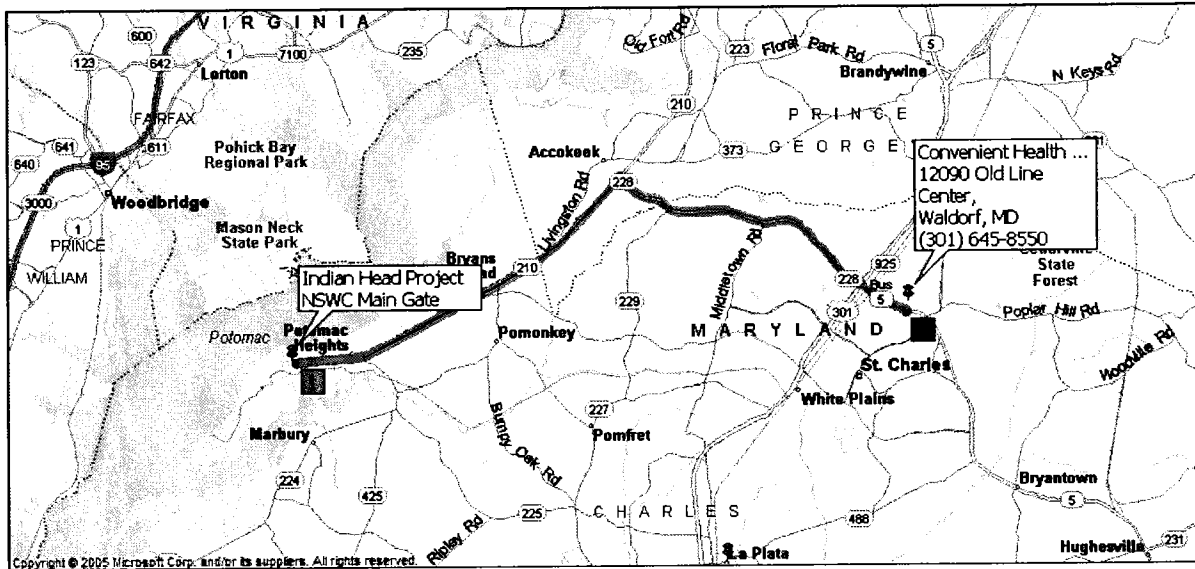 VIRGINIA
600
1
7100
235
123
642
Lorton
FAIRFAX
Old Fort Rd
223
Floral Park Rd
5
Brandywine
N Keys Rd
210
PRINCE
GEORGE
641
640
95
611
Pohick Bay
Regional Park
Accokeek
373
Convenient Health ...
12090 Old Line
Center,
Waldorf, MD
(301) 645-8550
3000
Woodbridge
228
Livingston Rd
1
PRINCE
WILLIAM
Mason Neck
State Park
Middletown Rd
925
State
Forest
Bryans
210
Indian Head Project
NSWC Main Gate
229
228
Bus
5
301
Poplar Hill Rd
Potomac
Potomac
Heights
Pomonkey
MARYLAND
Woodville Rd
St. Charles
White Plains
227
Pomfret
Marbury
Bumpy Oak Rd
224
425
225
CHARLES
488
Bryantown
5
Ripley Rd
La Plata
231
Hughesville
Copyright © 2005 Microsoft Corp. and/or its suppliers. All rights reserved.